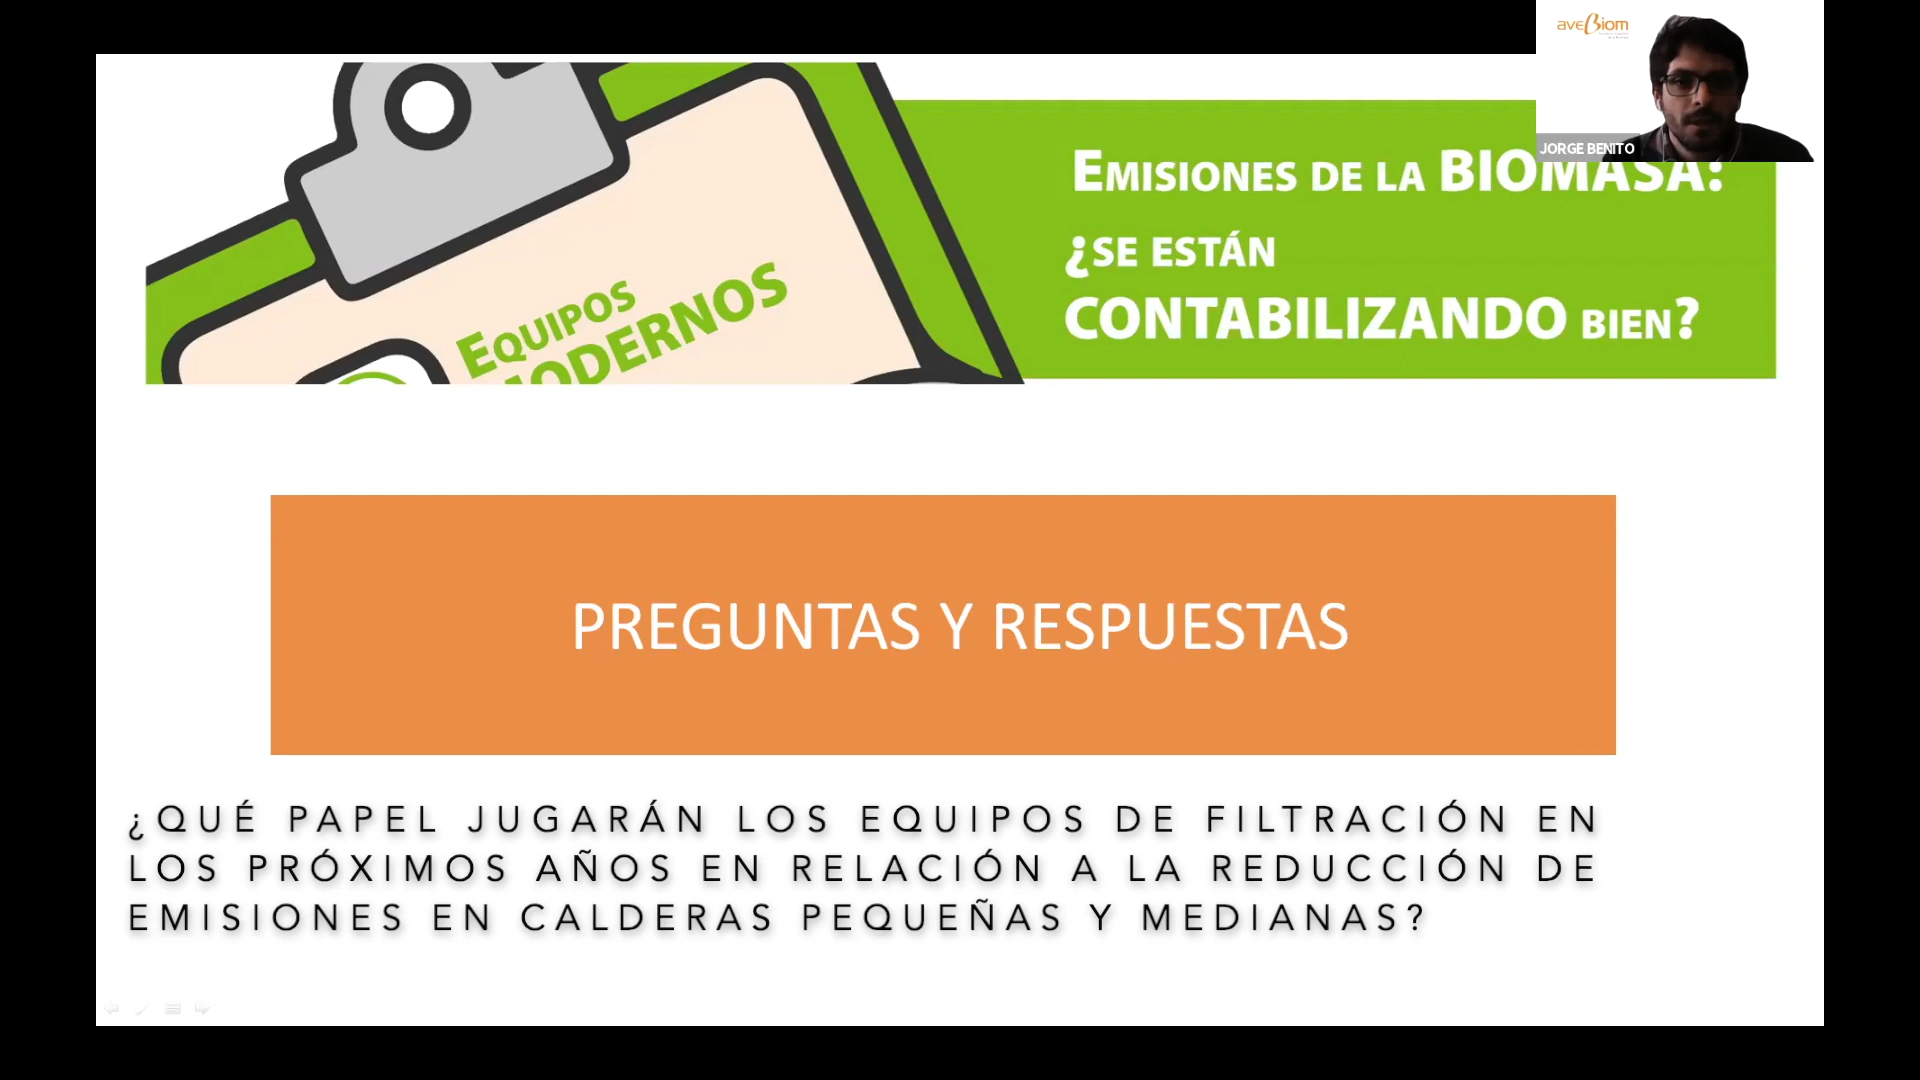 aveBiom
JORGE BENITO
EMISIONES DE LA BIOMASA:
¿SE ESTÁN
CONTABILIZANDO BIEN?
EQUIPOS
MODERNOS
PREGUNTAS Y RESPUESTAS
¿QUÉ PAPEL JUGARÁN LOS EQUIPOS DE FILTRACIÓN EN
LOS PRÓXIMOS AÑOS EN RELACIÓN A LA REDUCCIÓN DE
EMISIONES EN CALDERAS PEQUEÑAS Y MEDIANAS?